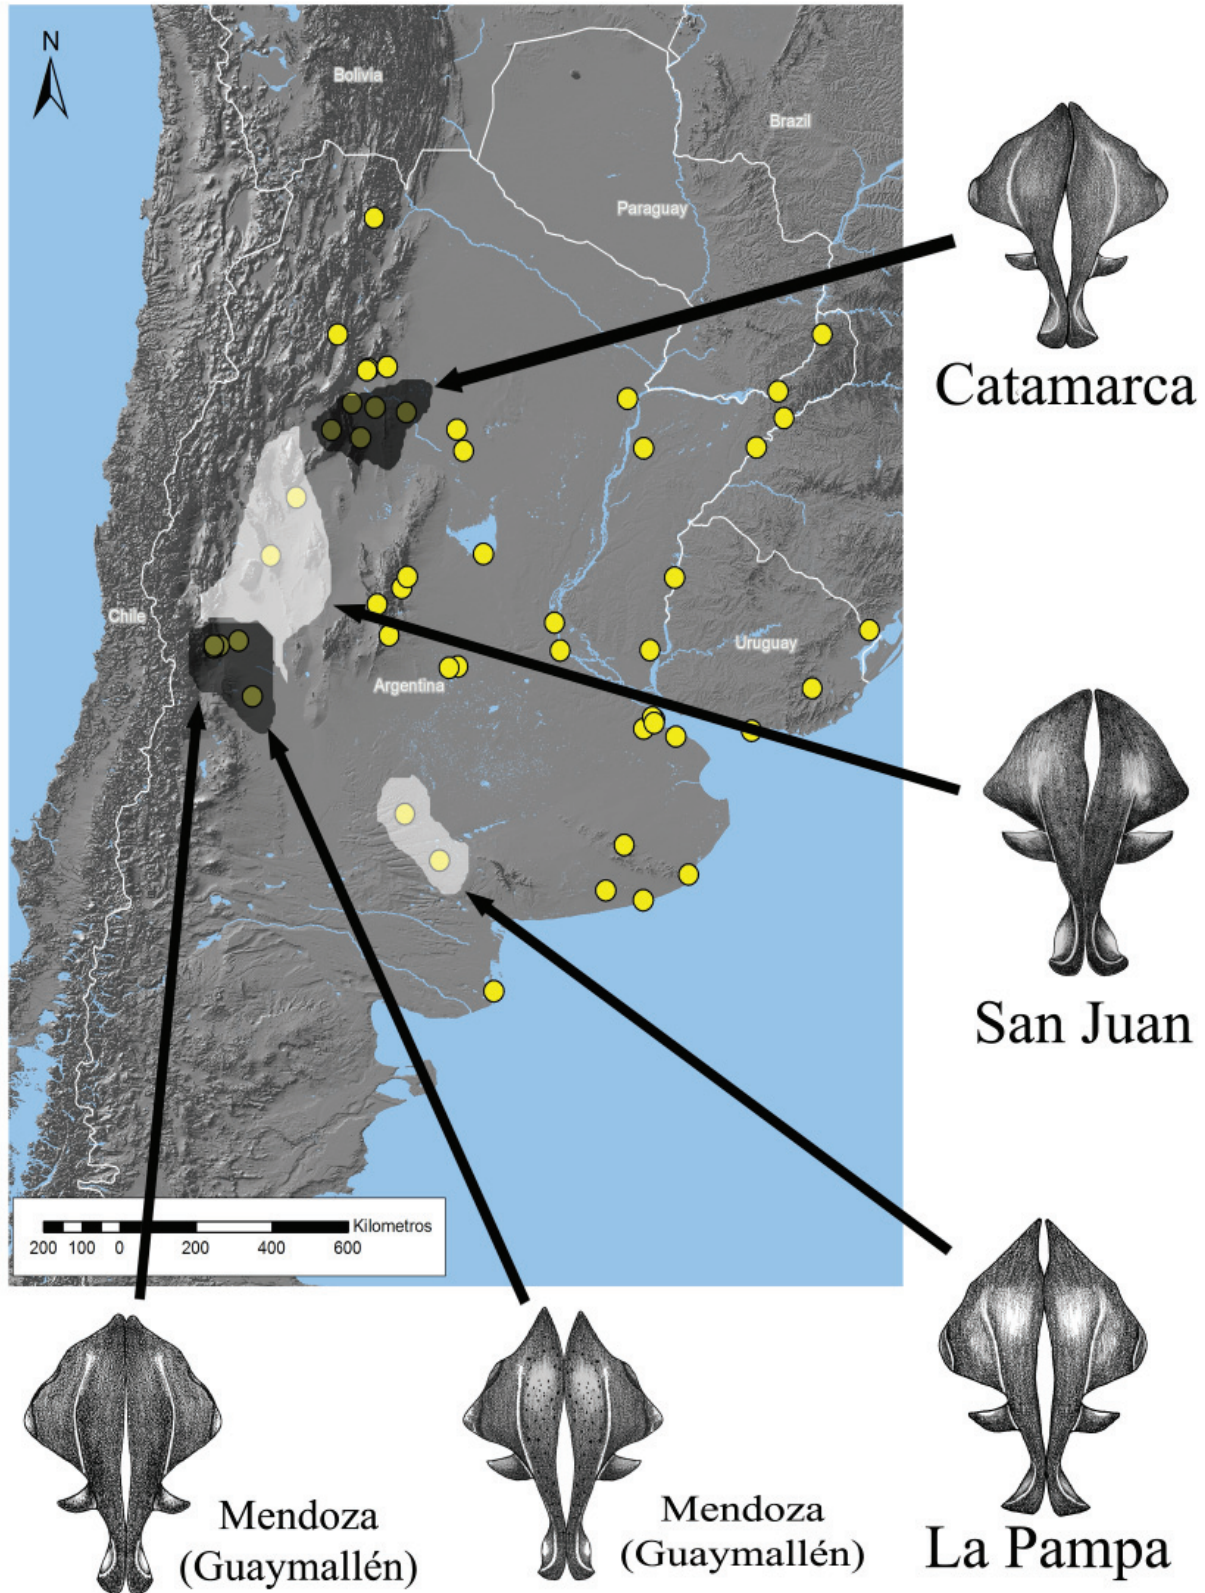 N
Bolivia
Brazil
Paraguay
Catamarca
Chile
Uruguay
Argentina
San Juan
Kilometros
200 100 0 200 400 600
Mendoza
(Guaymallén)
Mendoza
(Guaymallén)
La Pampa